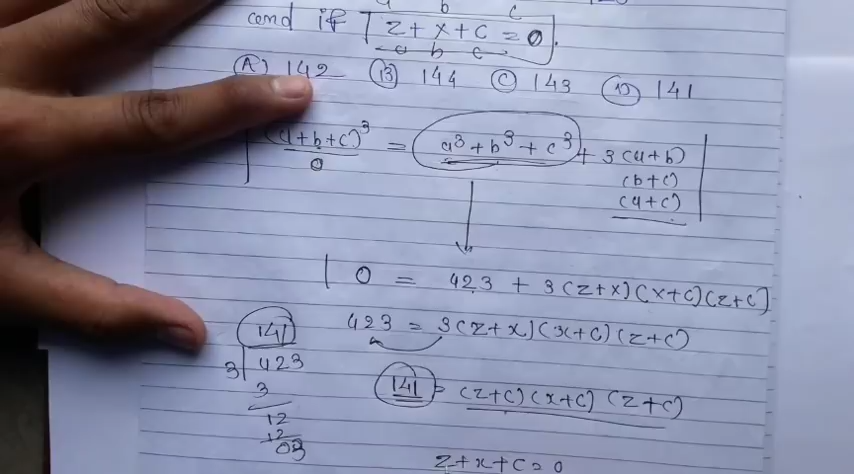 a b c
and if z + x + c = 0.
a b c
(A) 142 (B) 144 (C) 143 (D) 141
(a+b+c)³ = a³ + b³ + c³ + 3(a+b)
0
(b+c)
(a+c)
0 = 423 + 3(z+x)(x+c)(z+c)
423 = 3(z+x)(x+c)(z+c)
141
3 423
3
12
12
03
141 = (z+c)(x+c)(z+c)
z+x+c=0